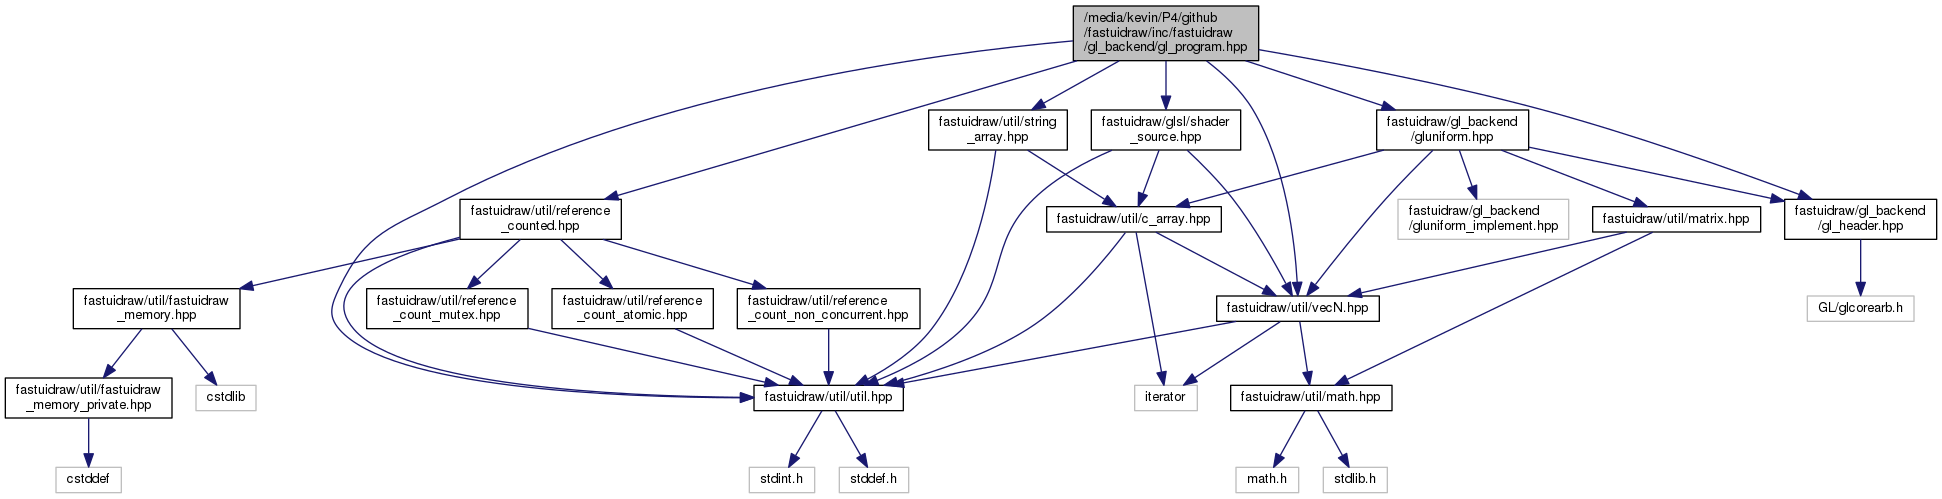 /media/kevin/P4/github
/fastuidraw/inc/fastuidraw
/gl_backend/gl_program.hpp
fastuidraw/util/string
_array.hpp
fastuidraw/glsl/shader
_source.hpp
fastuidraw/gl_backend
/gluniform.hpp
fastuidraw/util/reference
_counted.hpp
fastuidraw/util/c_array.hpp
fastuidraw/gl_backend
/gluniform_implement.hpp
fastuidraw/util/matrix.hpp
fastuidraw/gl_backend
/gl_header.hpp
fastuidraw/util/fastuidraw
_memory.hpp
fastuidraw/util/reference
_count_mutex.hpp
fastuidraw/util/reference
_count_atomic.hpp
fastuidraw/util/reference
_count_non_concurrent.hpp
fastuidraw/util/vecN.hpp
GL/glcorearb.h
fastuidraw/util/fastuidraw
_memory_private.hpp
cstdlib
fastuidraw/util/util.hpp
iterator
fastuidraw/util/math.hpp
cstddef
stdint.h
stddef.h
math.h
stdlib.h